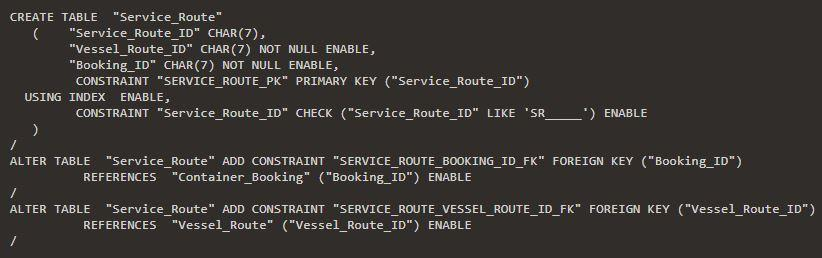 CREATE TABLE  "Service_Route"
   (    "Service_Route_ID" CHAR(7),
        "Vessel_Route_ID" CHAR(7) NOT NULL ENABLE,
        "Booking_ID" CHAR(7) NOT NULL ENABLE,
         CONSTRAINT "SERVICE_ROUTE_PK" PRIMARY KEY ("Service_Route_ID")
  USING INDEX  ENABLE,
         CONSTRAINT "Service_Route_ID" CHECK ("Service_Route_ID" LIKE 'SR_____') ENABLE
   )
/
ALTER TABLE  "Service_Route" ADD CONSTRAINT "SERVICE_ROUTE_BOOKING_ID_FK" FOREIGN KEY ("Booking_ID")
          REFERENCES  "Container_Booking" ("Booking_ID") ENABLE
/
ALTER TABLE  "Service_Route" ADD CONSTRAINT "SERVICE_ROUTE_VESSEL_ROUTE_ID_FK" FOREIGN KEY ("Vessel_Route_ID")
          REFERENCES  "Vessel_Route" ("Vessel_Route_ID") ENABLE
/